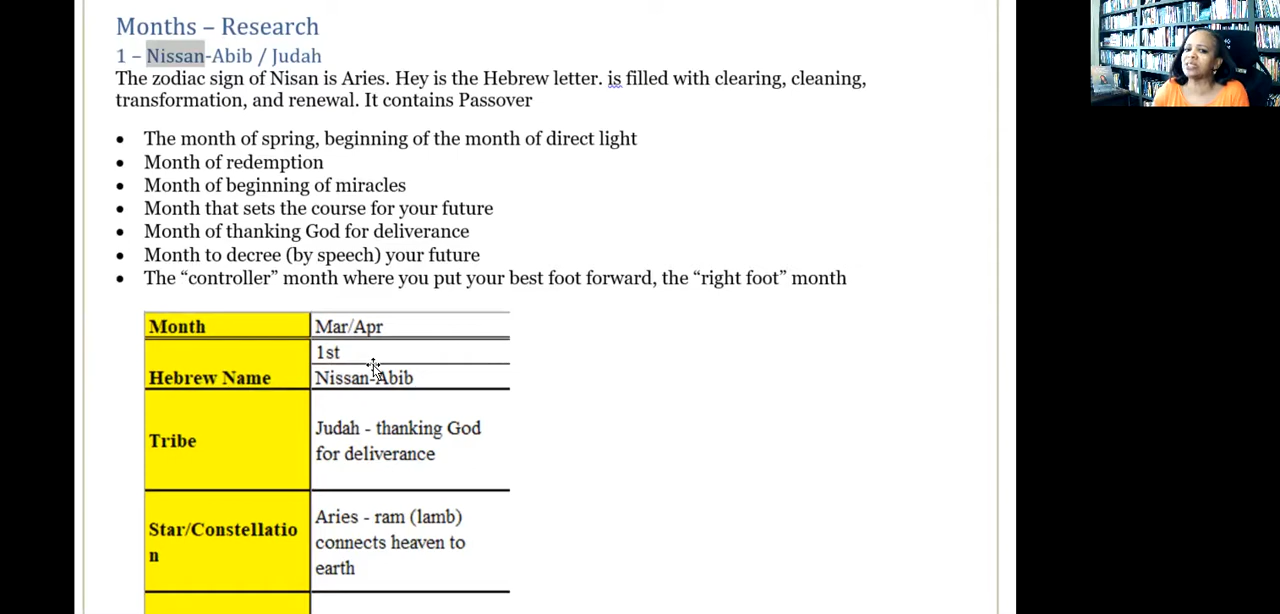 Months – Research
1 – Nissan-Abib / Judah
The zodiac sign of Nisan is Aries. Hey is the Hebrew letter. is filled with clearing, cleaning,
transformation, and renewal. It contains Passover
• The month of spring, beginning of the month of direct light
• Month of redemption
• Month of beginning of miracles
• Month that sets the course for your future
• Month of thanking God for deliverance
• Month to decree (by speech) your future
• The “controller” month where you put your best foot forward, the “right foot” month
Month Mar/Apr
1st
Hebrew Name Nissan-Abib
Tribe
Judah - thanking God
for deliverance
Star/Constellatio
n
Aries - ram (lamb)
connects heaven to
earth